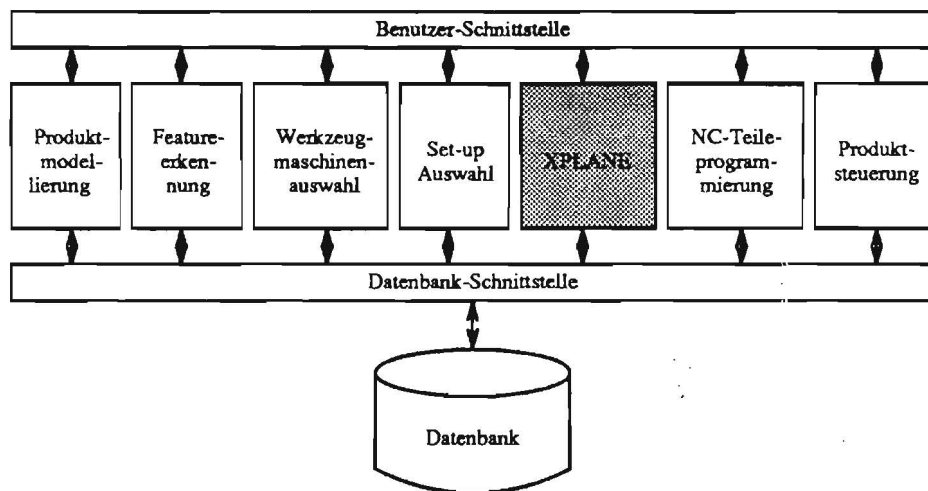 Benutzer-Schnittstelle
Produkt-
model-
lierung
Feature-
erken-
nung
Werkzeug-
maschinen-
auswahl
Set-up
Auswahl
XPLANE
NC-Teile-
program-
mierung
Produkt-
steuerung
Datenbank-Schnittstelle
Datenbank